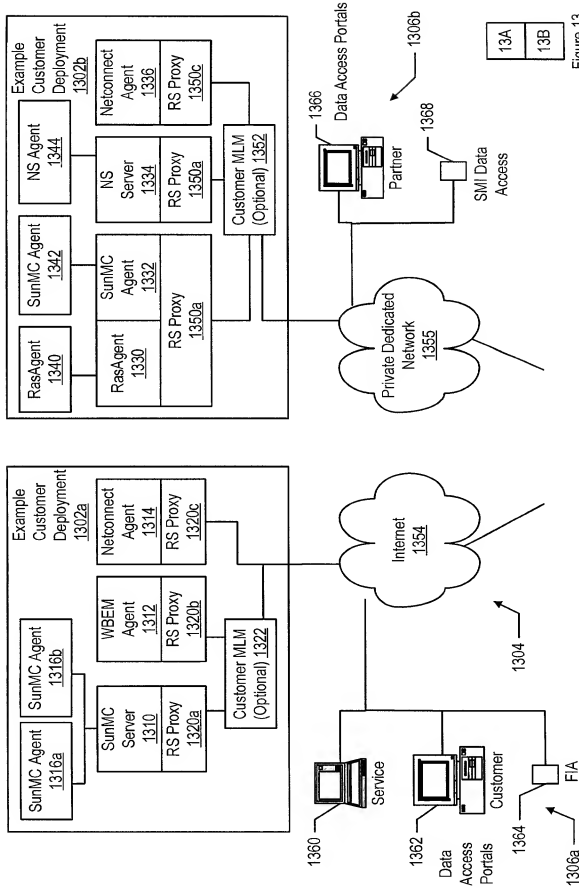 Example
Customer
Deployment
1302a
SunMC Agent
1316a
SunMC Agent
1316b
SunMC
Server
1310
RS Proxy
1320a
WBEM
Agent
1312
RS Proxy
1320b
Netconnect
Agent
1314
RS Proxy
1320c
Customer MLM
(Optional) 1322
Internet
1354
1304
1360
Service
1362
Data
Access
Portals
Customer
1364
FIA
1306a
Example
Customer
Deployment
1302b
RasAgent
1340
SunMC Agent
1342
NS Agent
1344
RasAgent
1330
SunMC Agent
1332
RS Proxy
1350a
NS
Server
1334
RS Proxy
1350a
Netconnect
Agent
1336
RS Proxy
1350c
Customer MLM
(Optional) 1352
Private Dedicated
Network
1355
1366 Data Access Portals
1306b
Partner
1368
SMI Data
Access
13A
13B
Figure 13